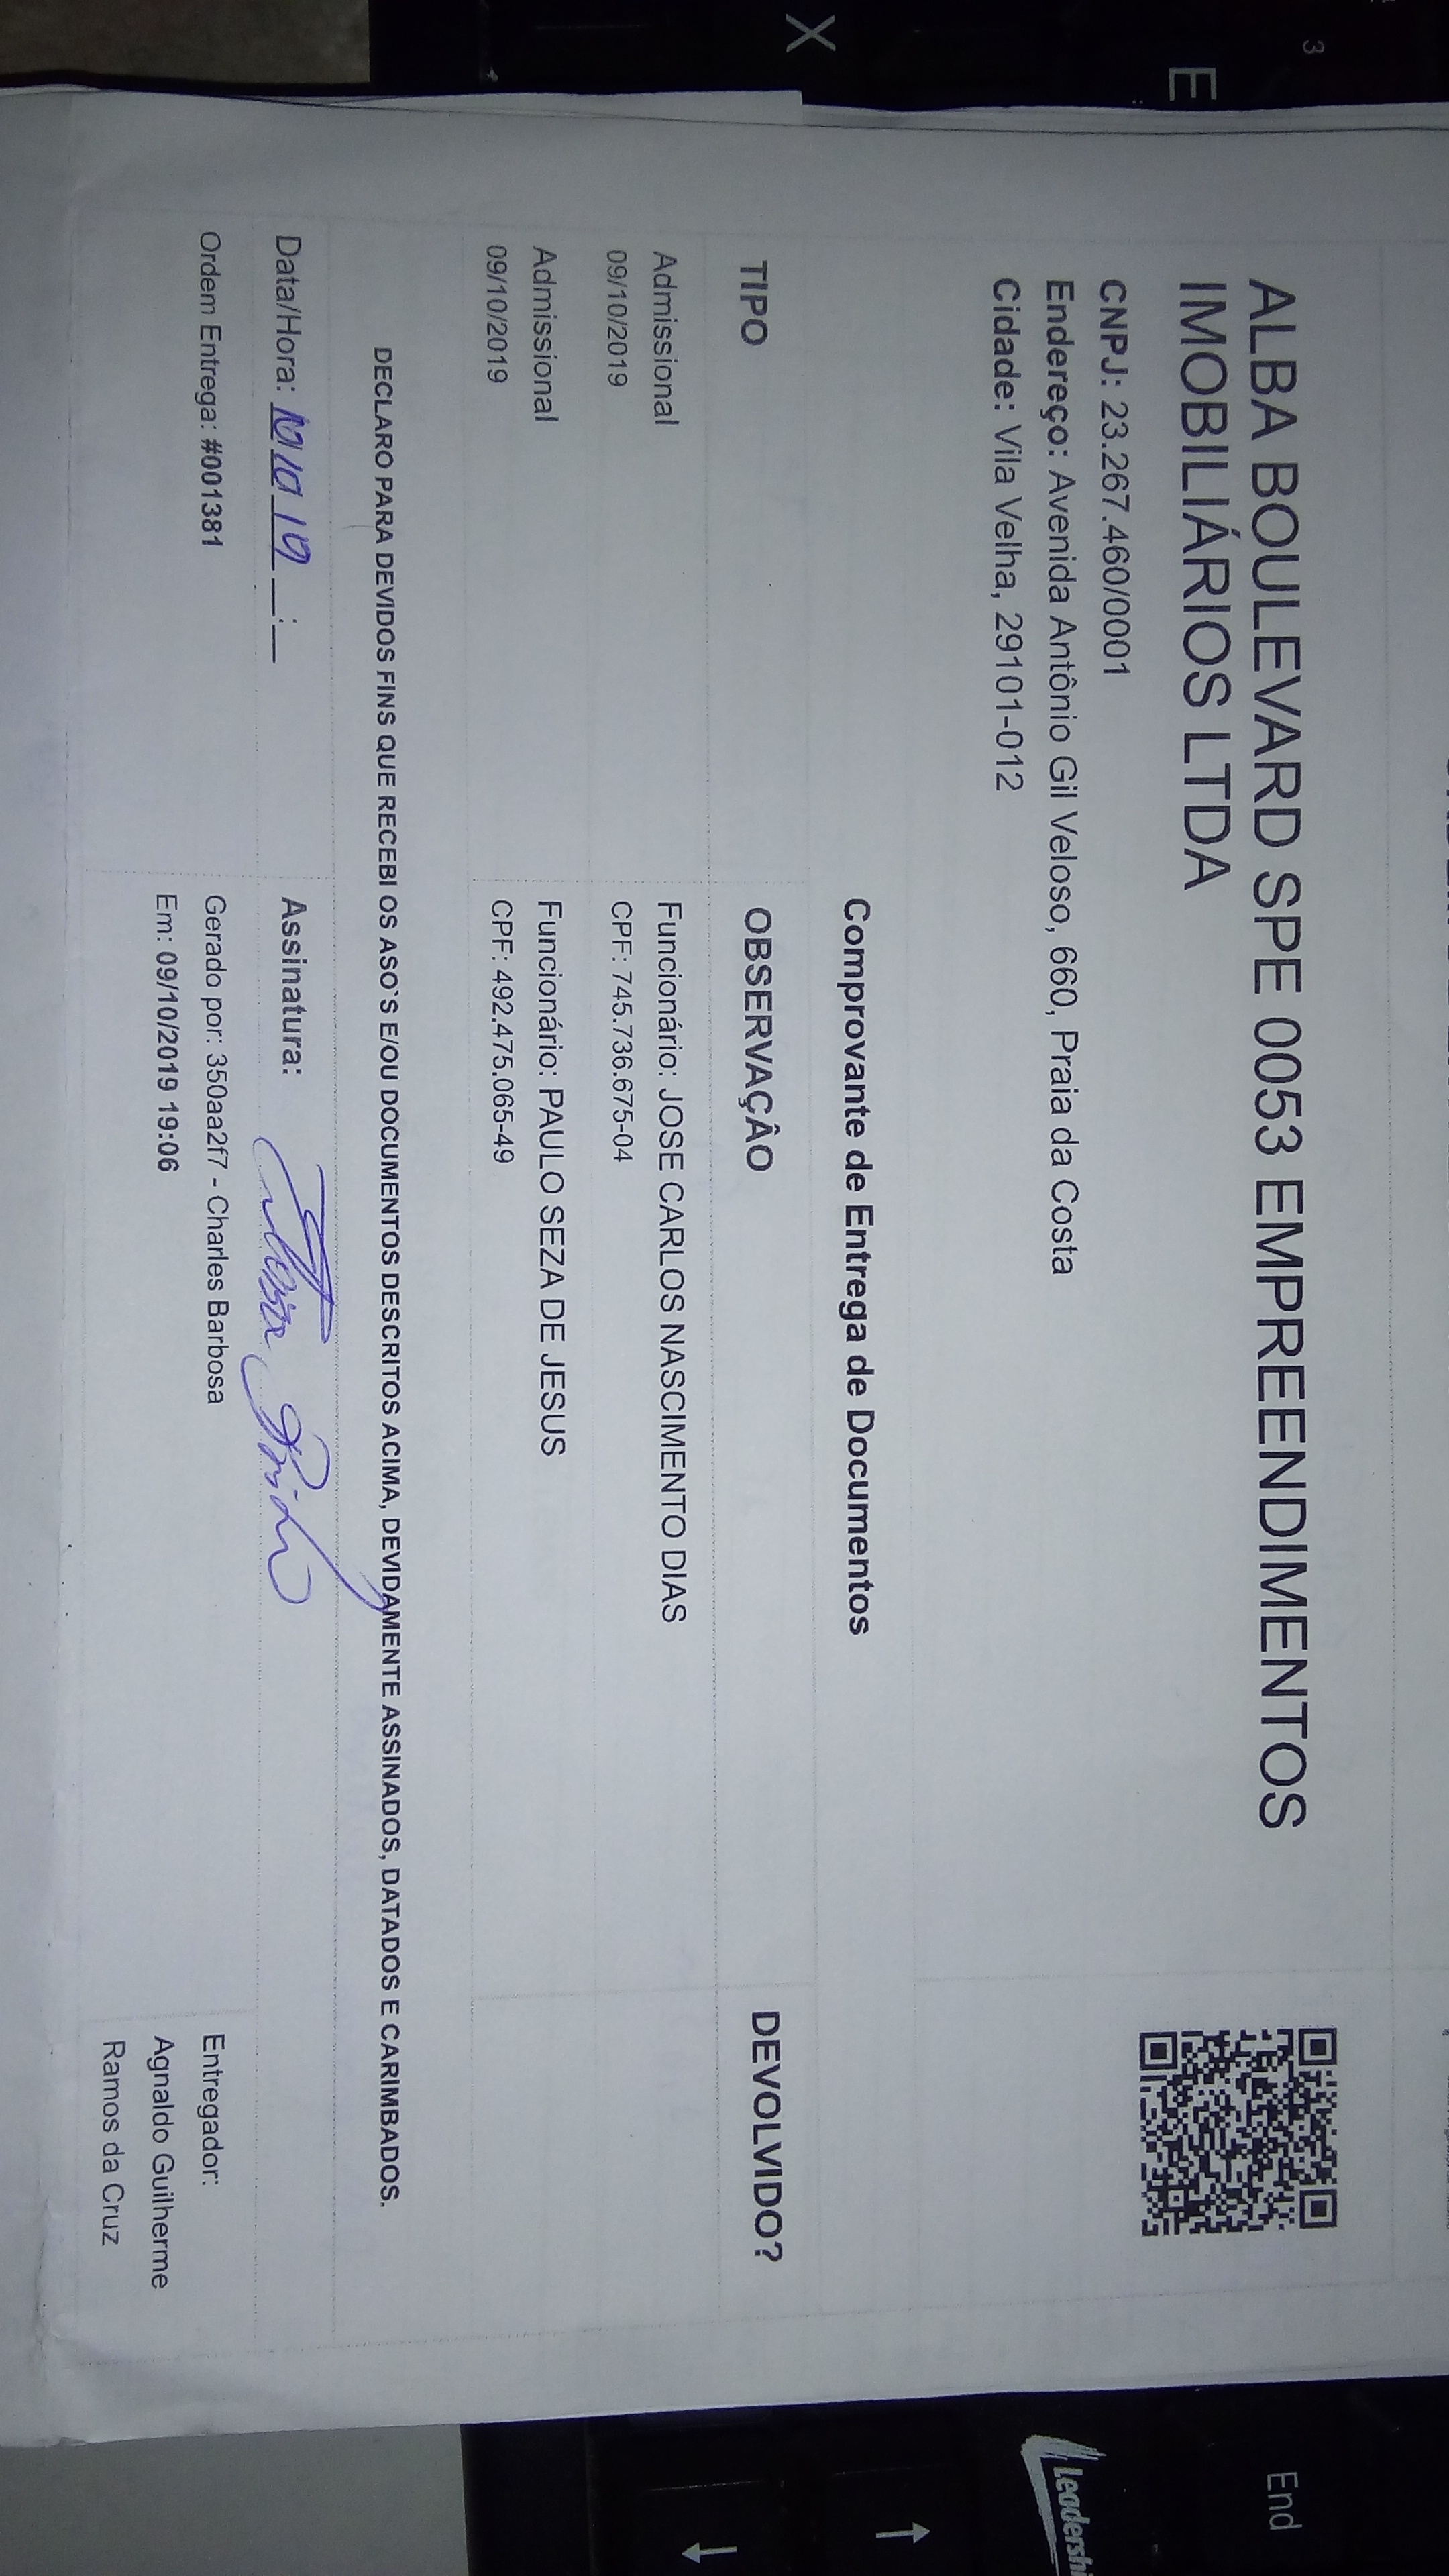 ALBA BOULEVARD SPE 0053 EMPREENDIMENTOS
IMOBILIÁRIOS LTDA
CNPJ: 23.267.460/0001
Endereço: Avenida Antônio Gil Veloso, 660, Praia da Costa
Cidade: Vila Velha, 29101-012
Comprovante de Entrega de Documentos
TIPO OBSERVAÇÂO DEVOLVIDO?
Admissional Funcionário: JOSE CARLOS NASCIMENTO DIAS
09/10/2019 CPF: 745.736.675-04
Admissional Funcionário: PAULO SEZA DE JESUS
09/10/2019 CPF: 492.475.065-49
DECLARO PARA DEVIDOS FINS QUE RECEBI OS ASO`S E/OU DOCUMENTOS DESCRITOS ACIMA, DEVIDAMENTE ASSINADOS, DATADOS E CARIMBADOS.
Data/Hora: 10/10/19 __:__ Assinatura:
Ordem Entrega: #001381 Gerado por: 350aa2f7 - Charles Barbosa Entregador:
Em: 09/10/2019 19:06 Agnaldo Guilherme
Ramos da Cruz
3
E
X
End
Leadershi
↑
↓